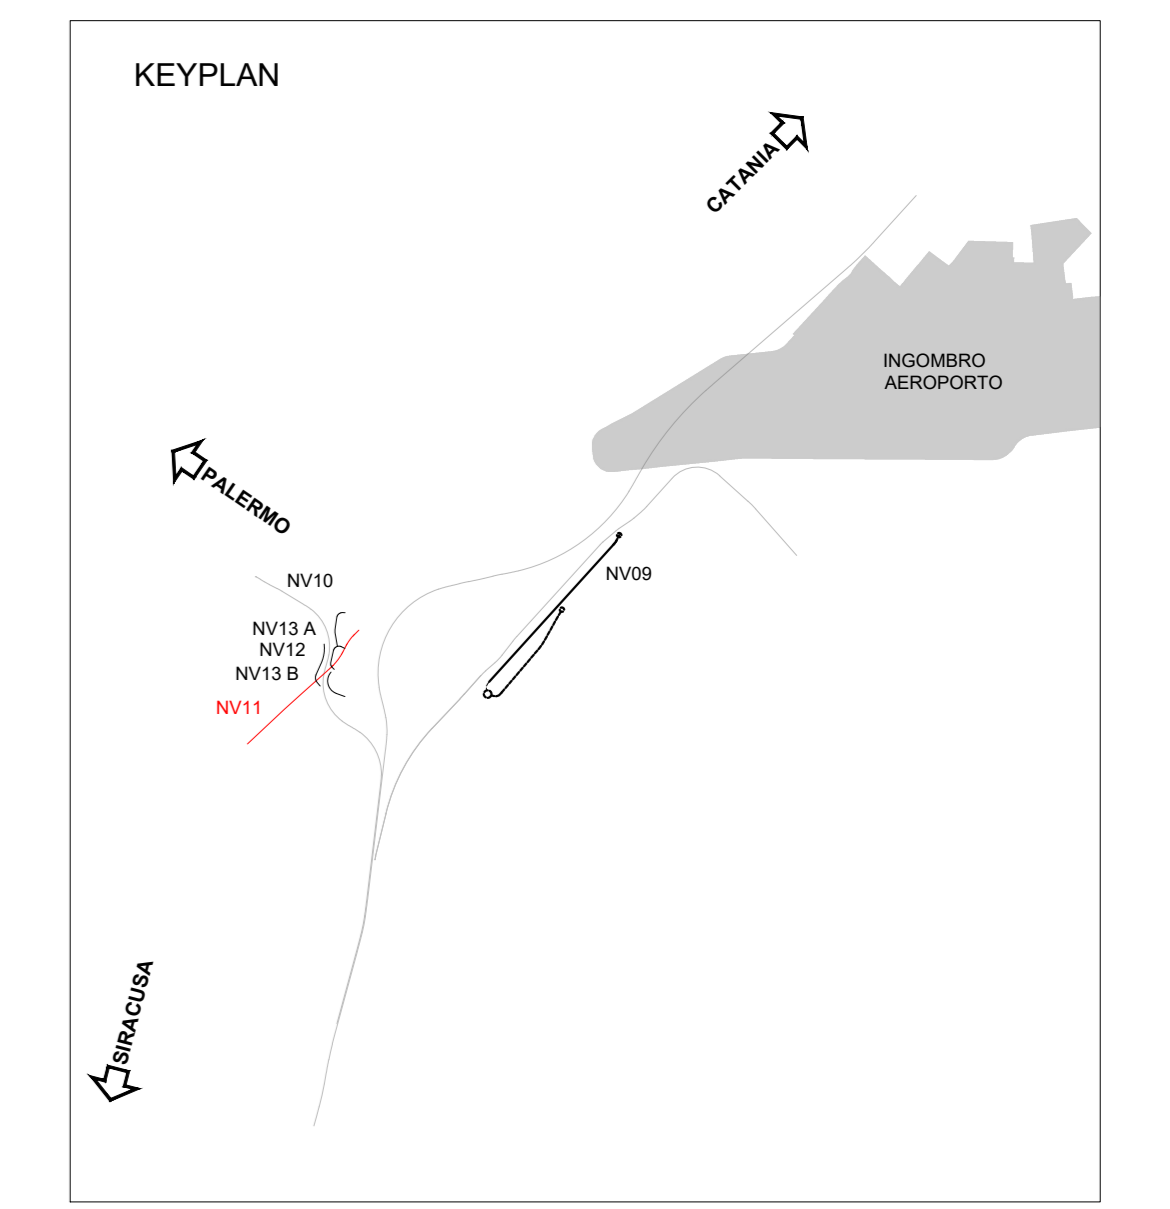 KEYPLAN
CATANIA
INGOMBRO
AEROPORTO
PALERMO
NV09
NV10
NV13 A
NV12
NV13 B
NV11
SIRACUSA